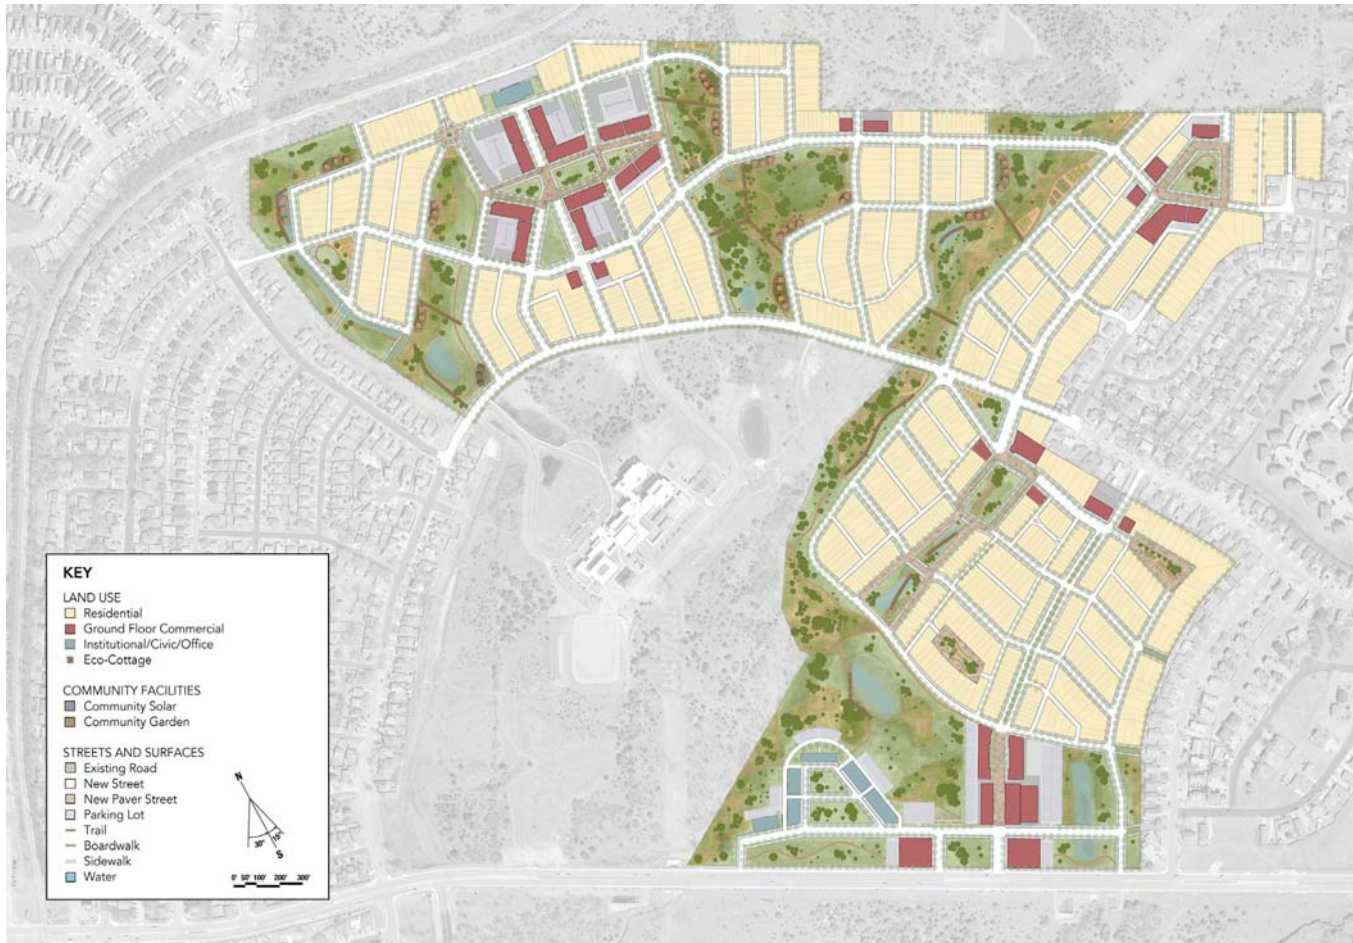 KEY
LAND USE
Residential
Ground Floor Commercial
Institutional/Civic/Office
Eco-Cottage
COMMUNITY FACILITIES
Community Solar
Community Garden
STREETS AND SURFACES
Existing Road
New Street
New Paver Street
Parking Lot
Trail
Boardwalk
Sidewalk
Water
N
30° 15°
S
0' 50' 100' 200' 300'